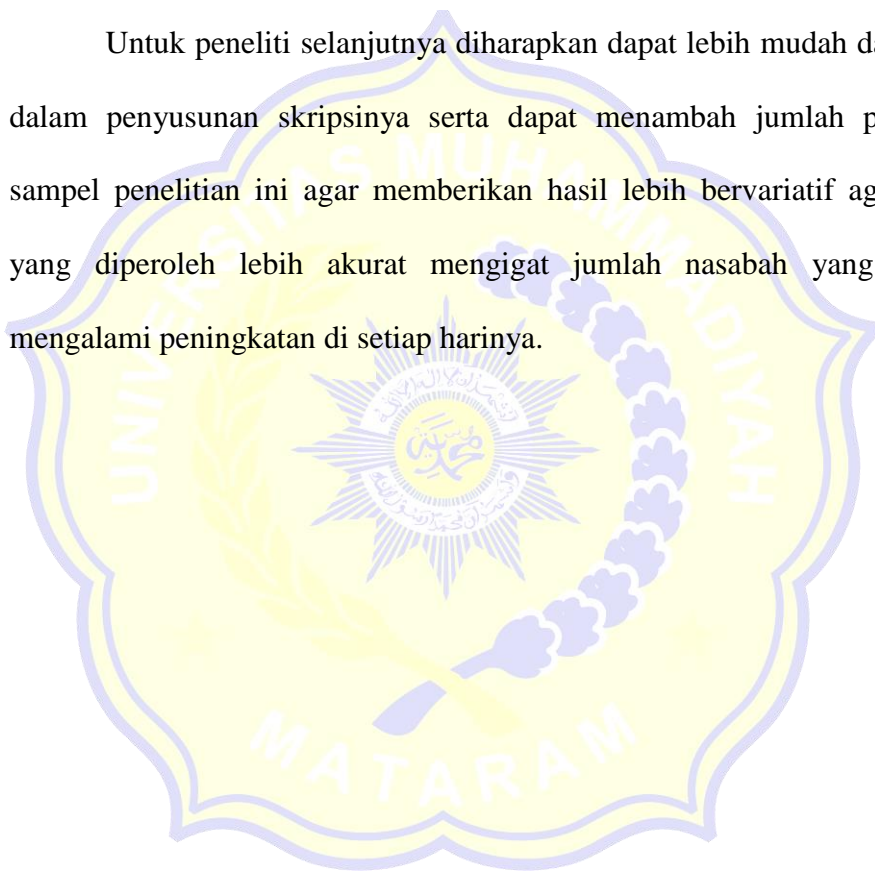 Untuk peneliti selanjutnya diharapkan dapat lebih mudah da
dalam penyusunan skripsinya serta dapat menambah jumlah p
sampel penelitian ini agar memberikan hasil lebih bervariatif ag
yang diperoleh lebih akurat mengigat jumlah nasabah yang
mengalami peningkatan di setiap harinya.
UNIVERSITAS MUHAMMADIYAH
MATARAM